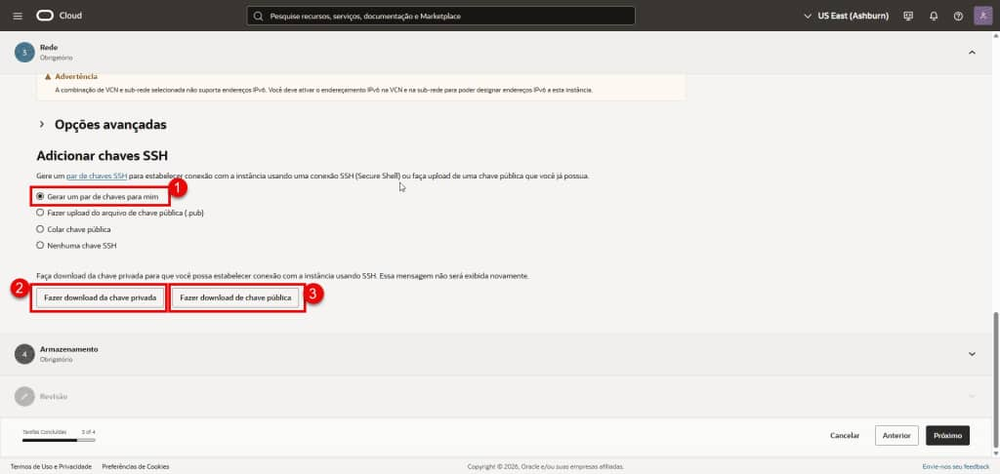 Cloud
Pesquise recursos, serviços, documentação e Marketplace
US East (Ashburn)
3
Rede
Obrigatório
Advertência
A combinação de VCN e sub-rede selecionada não suporta endereços IPv6. Você deve ativar o endereçamento IPv6 na VCN e na sub-rede para poder designar endereços IPv6 a esta instância.
Opções avançadas
Adicionar chaves SSH
Gere um par de chaves SSH para estabelecer conexão com a instância usando uma conexão SSH (Secure Shell) ou faça upload de uma chave pública que você já possua.
1
Gerar um par de chaves para mim
Fazer upload do arquivo de chave pública (.pub)
Colar chave pública
Nenhuma chave SSH
Faça download da chave privada para que você possa estabelecer conexão com a instância usando SSH. Essa mensagem não será exibida novamente.
2
Fazer download da chave privada
Fazer download de chave pública
3
4
Armazenamento
Obrigatório
Revisão
Tarefas Concluídas
3 of 4
Cancelar
Anterior
Próximo
Termos de Uso e Privacidade
Preferências de Cookies
Copyright © 2026, Oracle e/ou suas empresas afiliadas.
Envie-nos seu feedback